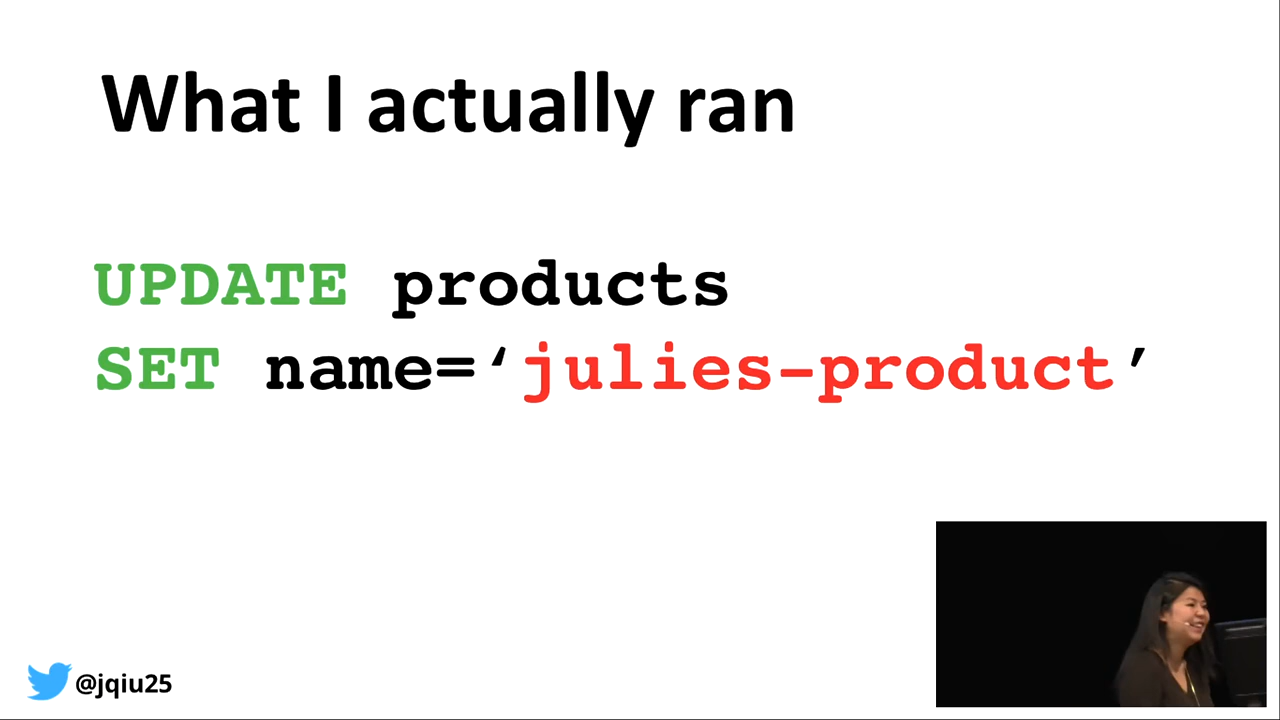 What I actually ran
UPDATE products
SET name=‘julies-product’
@jqiu25